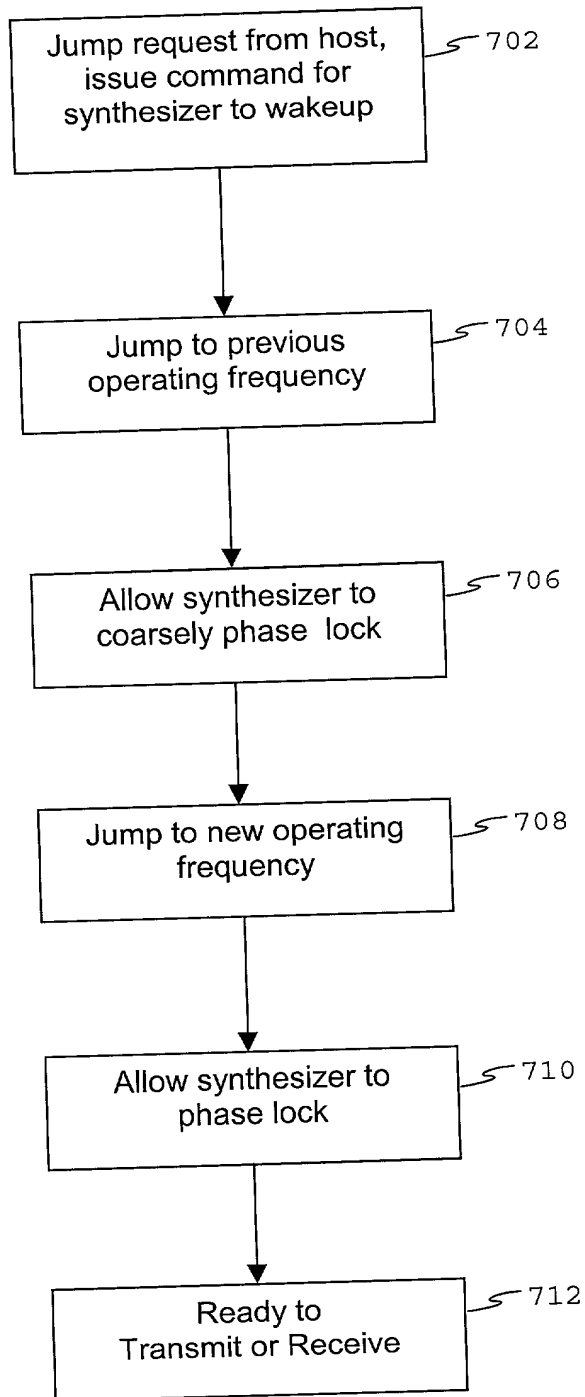 Jump request from host,
issue command for
synthesizer to wakeup
702
Jump to previous
operating frequency
704
Allow synthesizer to
coarsely phase lock
706
Jump to new operating
frequency
708
Allow synthesizer to
phase lock
710
Ready to
Transmit or Receive
712